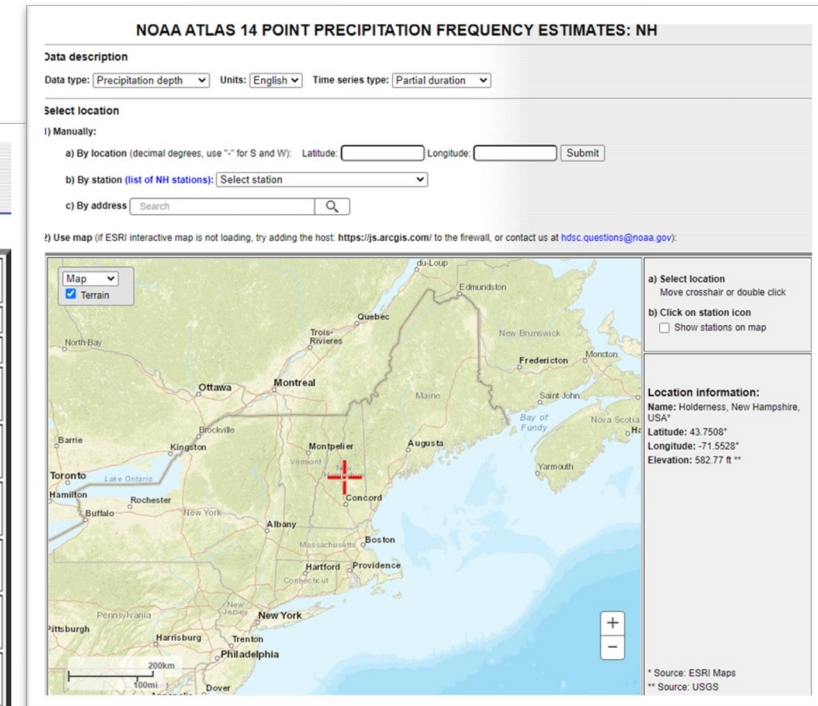 NOAA ATLAS 14 POINT PRECIPITATION FREQUENCY ESTIMATES: NH
Data description
Data type: Precipitation depth Units: English Time series type: Partial duration
Select location
1) Manually:
a) By location (decimal degrees, use "-" for S and W): Latitude: Longitude: Submit
b) By station (list of NH stations): Select station
c) By address Search
2) Use map (if ESRI interactive map is not loading, try adding the host: https://js.arcgis.com/ to the firewall, or contact us at hdsc.questions@noaa.gov):
Map
Terrain
du-Loup
Edmundston
Quebec
Trois-
Rivieres
New Brunswick
North Bay
Moncton
Fredericton
Ottawa
Montreal
Maine
Saint John
Bay of
Fundy
Nova Scotia
Ha
Brockville
Barrie
Kingston
Montpelier
Augusta
Vermont
Yarmouth
Toronto
Lake Ontario
Hamilton
Rochester
Concord
Buffalo
New York
Albany
Boston
Massachusetts
Hartford
Providence
Connecticut
Pennsylvania
New
Jersey
New York
Pittsburgh
Harrisburg
Trenton
Philadelphia
200km
100mi
Dover
+
−
a) Select location
Move crosshair or double click
b) Click on station icon
Show stations on map
Location information:
Name: Holderness, New Hampshire,
USA*
Latitude: 43.7508°
Longitude: -71.5528°
Elevation: 582.77 ft **
* Source: ESRI Maps
** Source: USGS